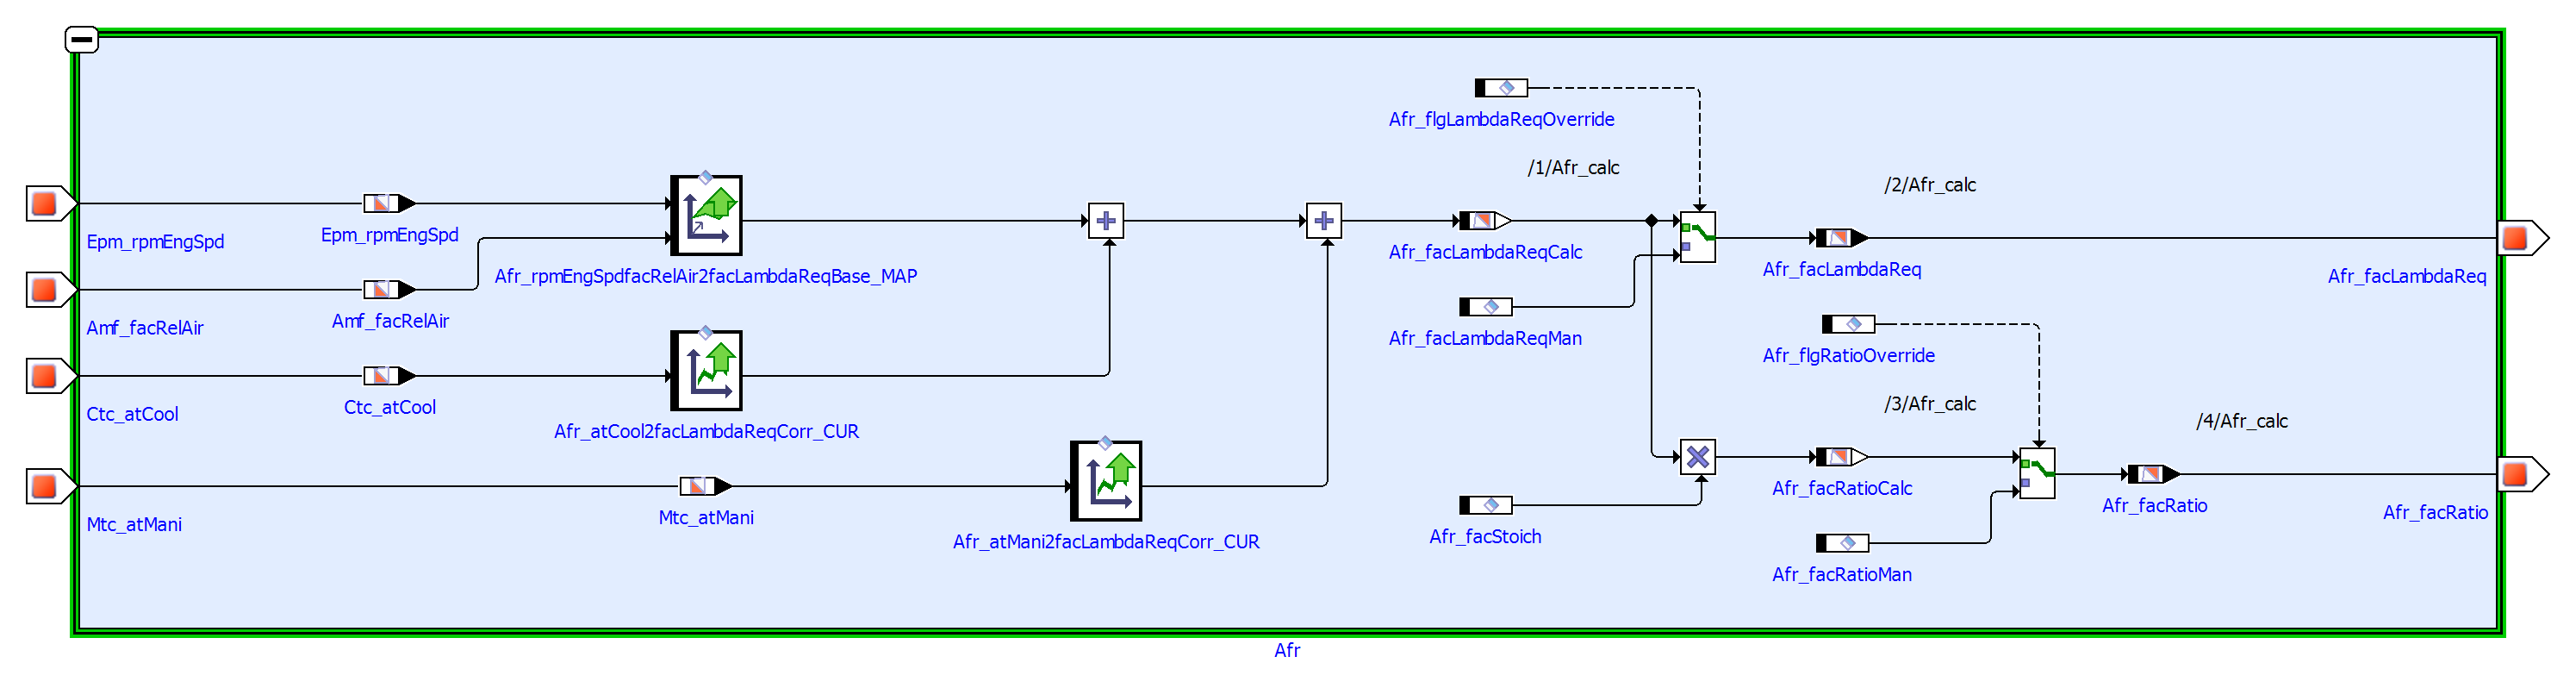 Afr_flgLambdaReqOverride
/1/Afr_calc
/2/Afr_calc
Epm_rpmEngSpd
Epm_rpmEngSpd
Afr_rpmEngSpdfacRelAir2facLambdaReqBase_MAP
Afr_facLambdaReqCalc
Afr_facLambdaReq
Afr_facLambdaReq
Amf_facRelAir
Amf_facRelAir
Afr_facLambdaReqMan
Afr_flgRatioOverride
Ctc_atCool
Ctc_atCool
Afr_atCool2facLambdaReqCorr_CUR
/3/Afr_calc
/4/Afr_calc
Mtc_atMani
Mtc_atMani
Afr_atMani2facLambdaReqCorr_CUR
Afr_facStoich
Afr_facRatioCalc
Afr_facRatio
Afr_facRatio
Afr_facRatioMan
Afr